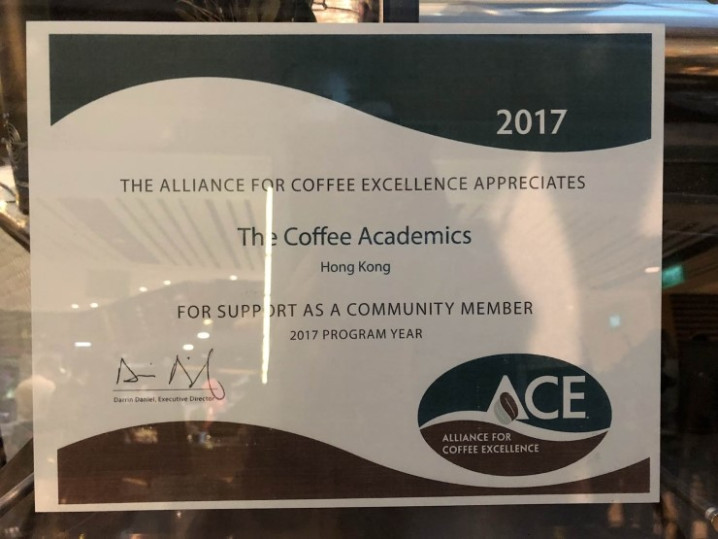 2017
THE ALLIANCE FOR COFFEE EXCELLENCE APPRECIATES
The Coffee Academics
Hong Kong
FOR SUPPORT AS A COMMUNITY MEMBER
2017 PROGRAM YEAR
Darrin Daniel, Executive Director
ACE
ALLIANCE FOR
COFFEE EXCELLENCE